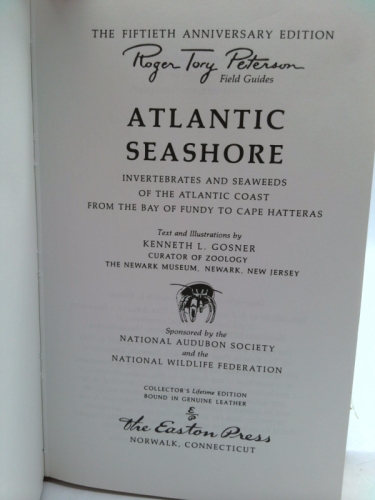 THE FIFTIETH ANNIVERSARY EDITION
Roger Tory Peterson
Field Guides
ATLANTIC
SEASHORE
INVERTEBRATES AND SEAWEEDS
OF THE ATLANTIC COAST
FROM THE BAY OF FUNDY TO CAPE HATTERAS
Text and Illustrations by
KENNETH L. GOSNER
CURATOR OF ZOOLOGY
THE NEWARK MUSEUM, NEWARK, NEW JERSEY
Sponsored by the
NATIONAL AUDUBON SOCIETY
and the
NATIONAL WILDLIFE FEDERATION
COLLECTOR'S Lifetime EDITION
BOUND IN GENUINE LEATHER
E
P
The Easton Press
NORWALK, CONNECTICUT